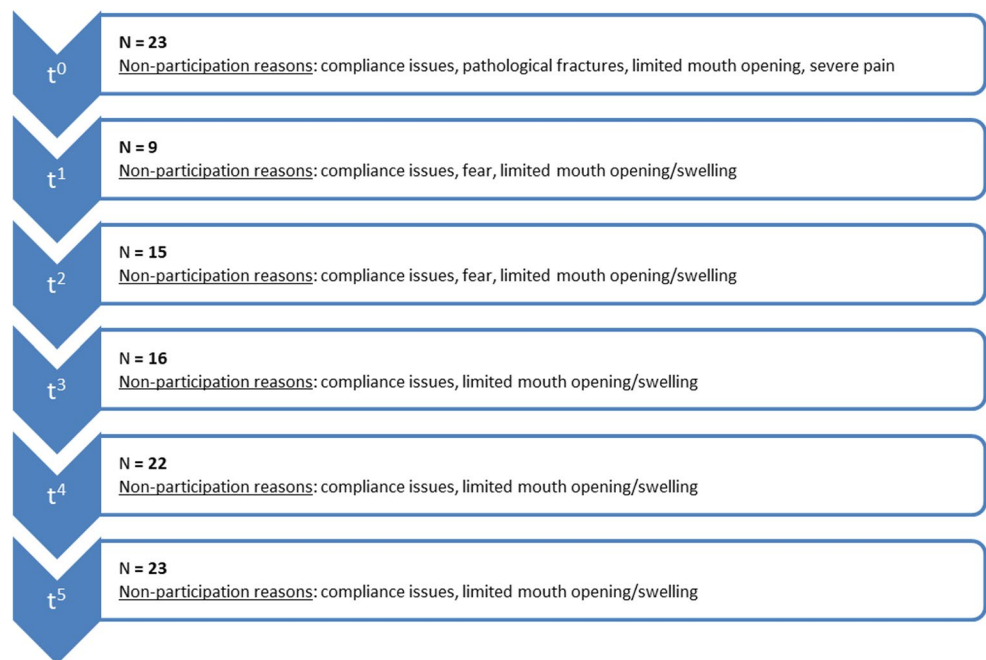 t⁰
N = 23
Non-participation reasons: compliance issues, pathological fractures, limited mouth opening, severe pain
t¹
N = 9
Non-participation reasons: compliance issues, fear, limited mouth opening/swelling
t²
N = 15
Non-participation reasons: compliance issues, fear, limited mouth opening/swelling
t³
N = 16
Non-participation reasons: compliance issues, limited mouth opening/swelling
t⁴
N = 22
Non-participation reasons: compliance issues, limited mouth opening/swelling
t⁵
N = 23
Non-participation reasons: compliance issues, limited mouth opening/swelling